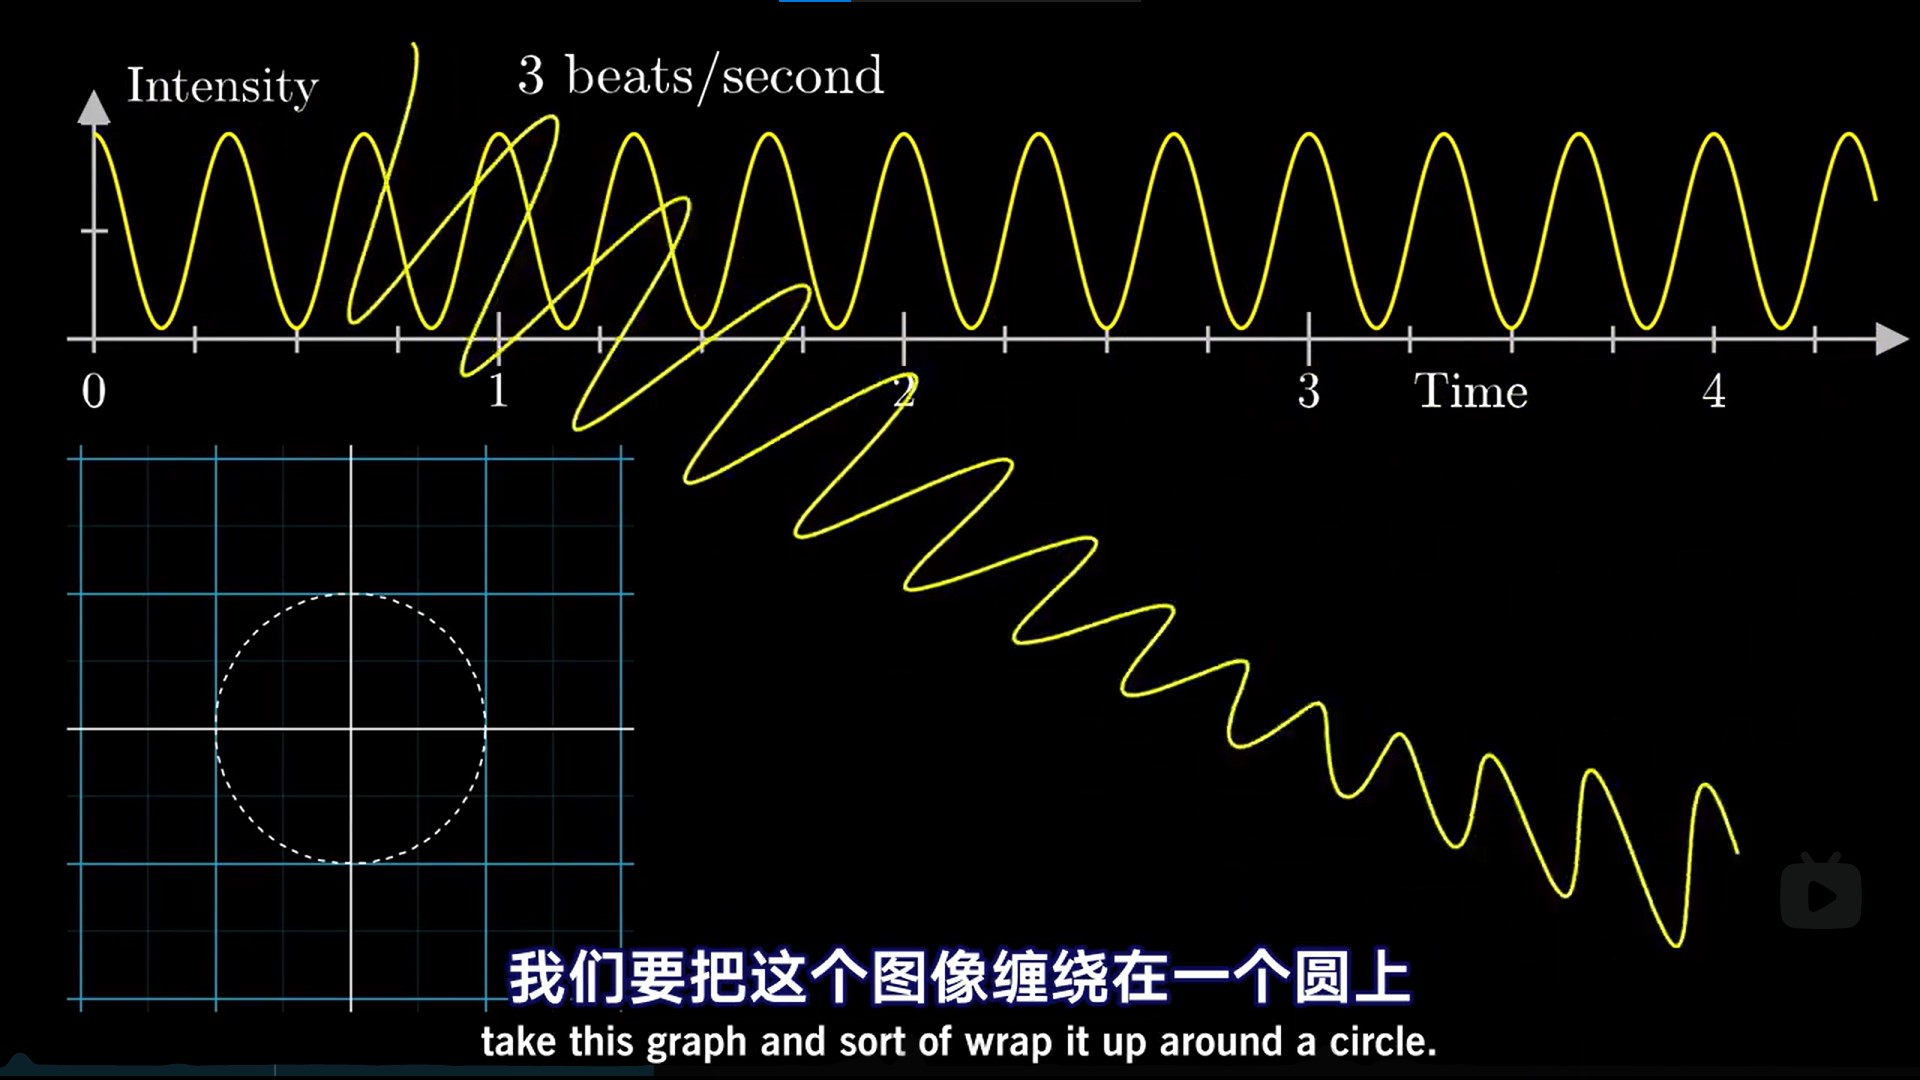 Intensity
3 beats/second
0
1
2
3
Time
4
我们要把这个图像缠绕在一个圆上
take this graph and sort of wrap it up around a circle.